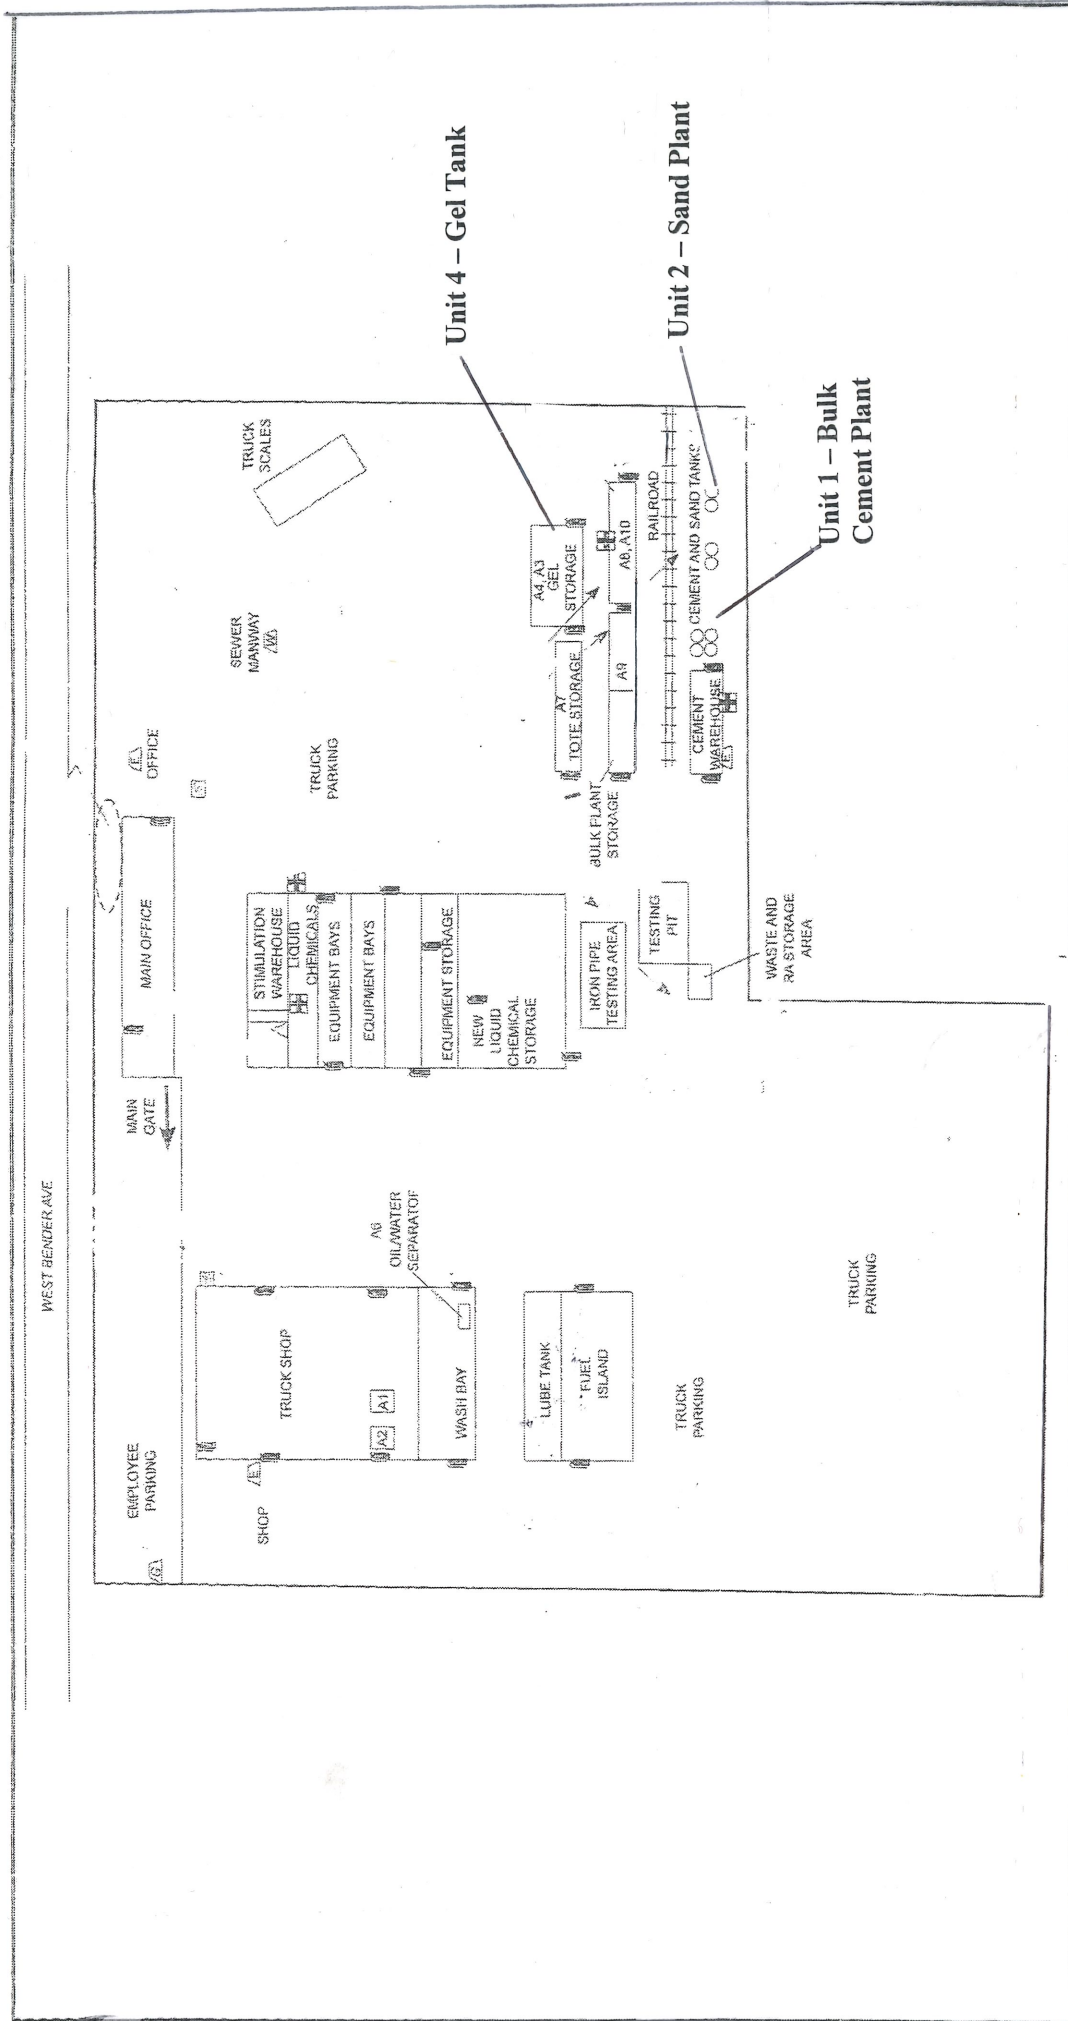 WEST BENDER AVE
EMPLOYEE
PARKING
G
MAIN
GATE
MAIN OFFICE
E
OFFICE
SHOP
E
TRUCK SHOP
A2
A1
WASH BAY
A6
OIL/WATER
LUBE TANK
FUEL
ISLAND
TRUCK
PARKING
TRUCK
PARKING
STIMULATION
WAREHOUSE
LIQUID
CHEMICALS
EQUIPMENT BAYS
EQUIPMENT BAYS
EQUIPMENT STORAGE
NEW
LIQUID
CHEMICAL
STORAGE
IRON PIPE
TESTING AREA
TESTING
PIT
WASTE AND
RA STORAGE
AREA
TRUCK
PARKING
SEWER
MANWAY
W
TRUCK
SCALES
A7
TOTE STORAGE
A4, A3
GEL
STORAGE
BULK PLANT
STORAGE
A9
A8, A10
RAILROAD
CEMENT
WAREHOUSE
E
CEMENT AND SAND TANKS
Unit 4 – Gel Tank
Unit 2 – Sand Plant
Unit 1 – Bulk
Cement Plant